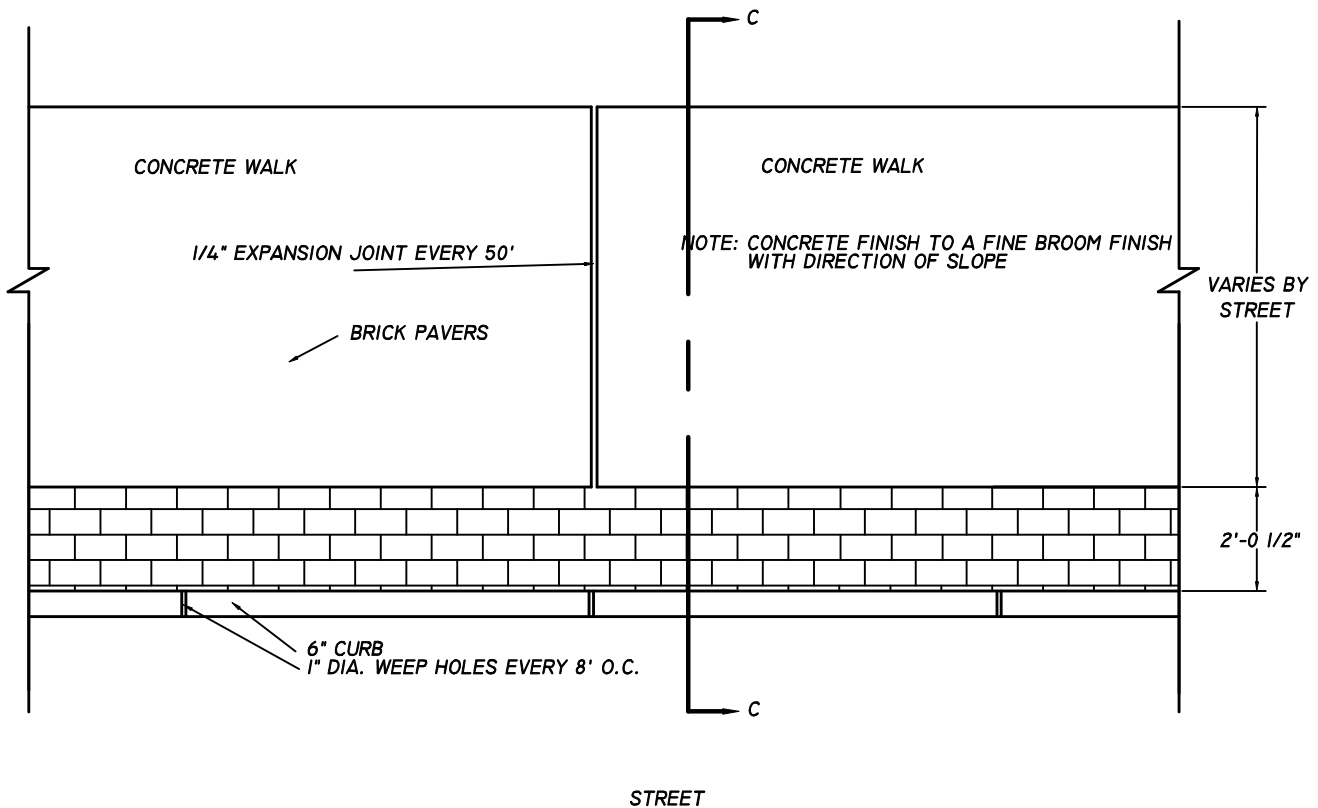 C
CONCRETE WALK
CONCRETE WALK
1/4" EXPANSION JOINT EVERY 50'
NOTE: CONCRETE FINISH TO A FINE BROOM FINISH
WITH DIRECTION OF SLOPE
VARIES BY
STREET
BRICK PAVERS
2'-0 1/2"
6" CURB
1" DIA. WEEP HOLES EVERY 8' O.C.
C
STREET